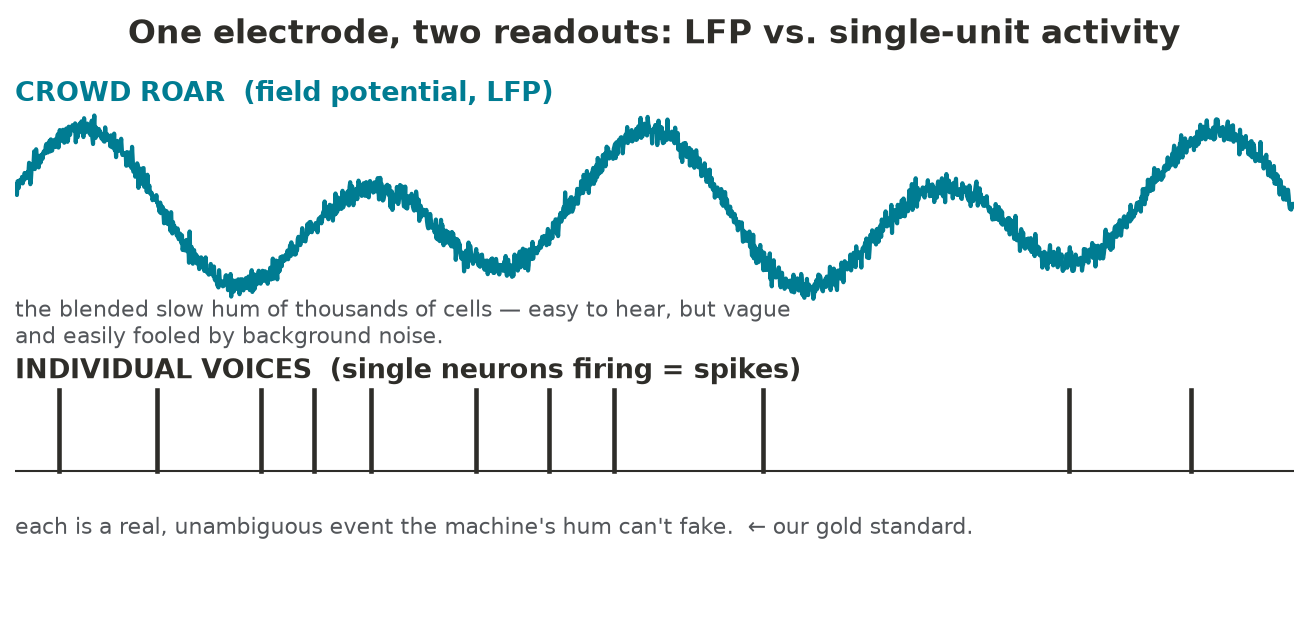 One electrode, two readouts: LFP vs. single-unit activity
CROWD ROAR  (field potential, LFP)
the blended slow hum of thousands of cells — easy to hear, but vague
and easily fooled by background noise.
INDIVIDUAL VOICES  (single neurons firing = spikes)
each is a real, unambiguous event the machine's hum can't fake.  ← our gold standard.